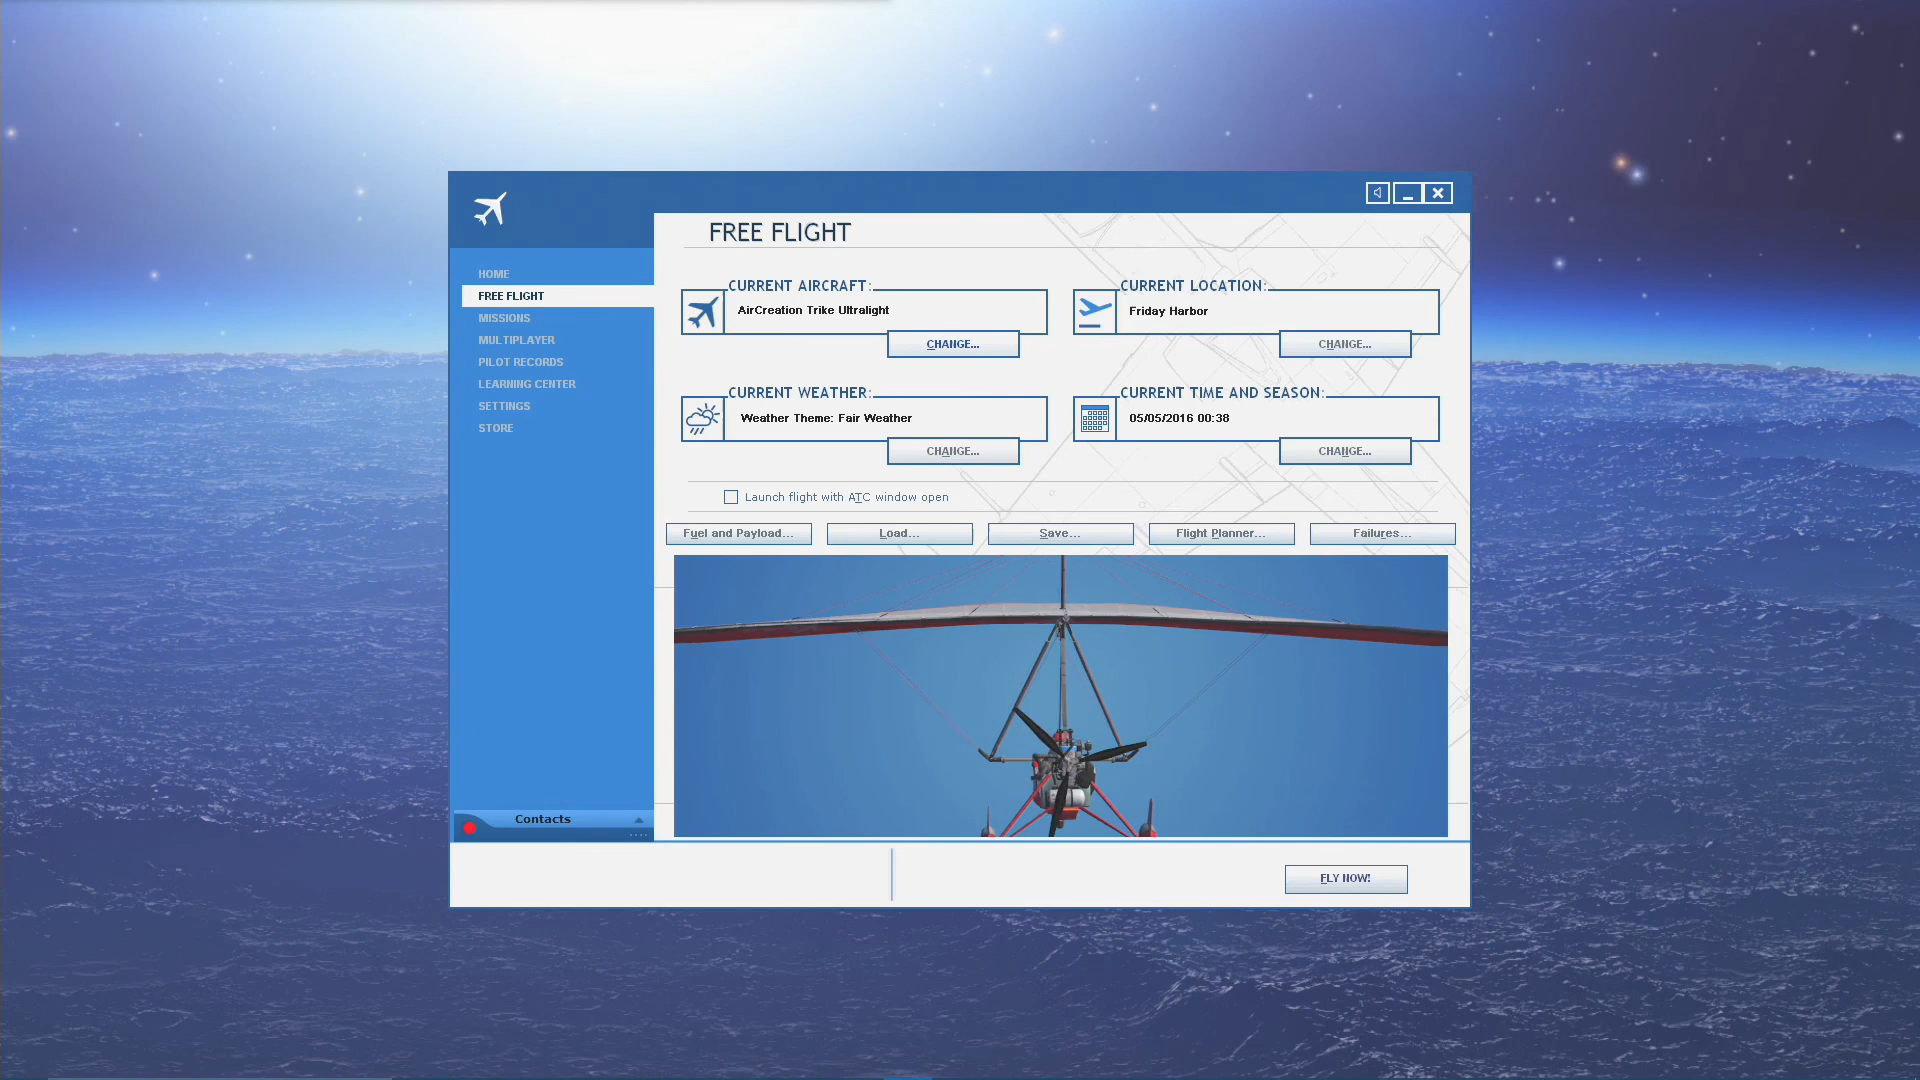 FREE FLIGHT
HOME
FREE FLIGHT
MISSIONS
MULTIPLAYER
PILOT RECORDS
LEARNING CENTER
SETTINGS
STORE
CURRENT AIRCRAFT:
AirCreation Trike Ultralight
CHANGE...
CURRENT LOCATION:
Friday Harbor
CHANGE...
CURRENT WEATHER:
Weather Theme: Fair Weather
CHANGE...
CURRENT TIME AND SEASON:
05/05/2016 00:38
CHANGE...
Launch flight with ATC window open
Fuel and Payload...
Load...
Save...
Flight Planner...
Failures...
Contacts
FLY NOW!